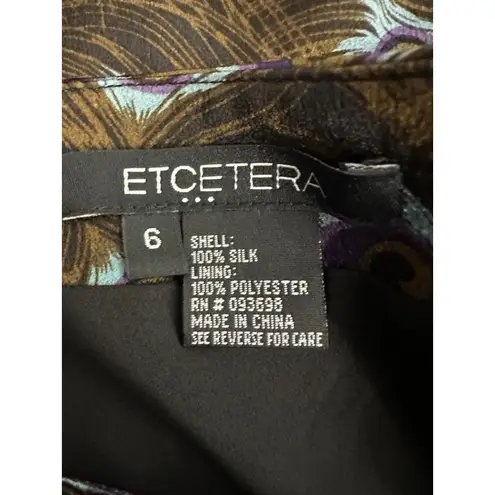 ETCETERA
...
6
SHELL:
100% SILK
LINING:
100% POLYESTER
RN # 093698
MADE IN CHINA
SEE REVERSE FOR CARE